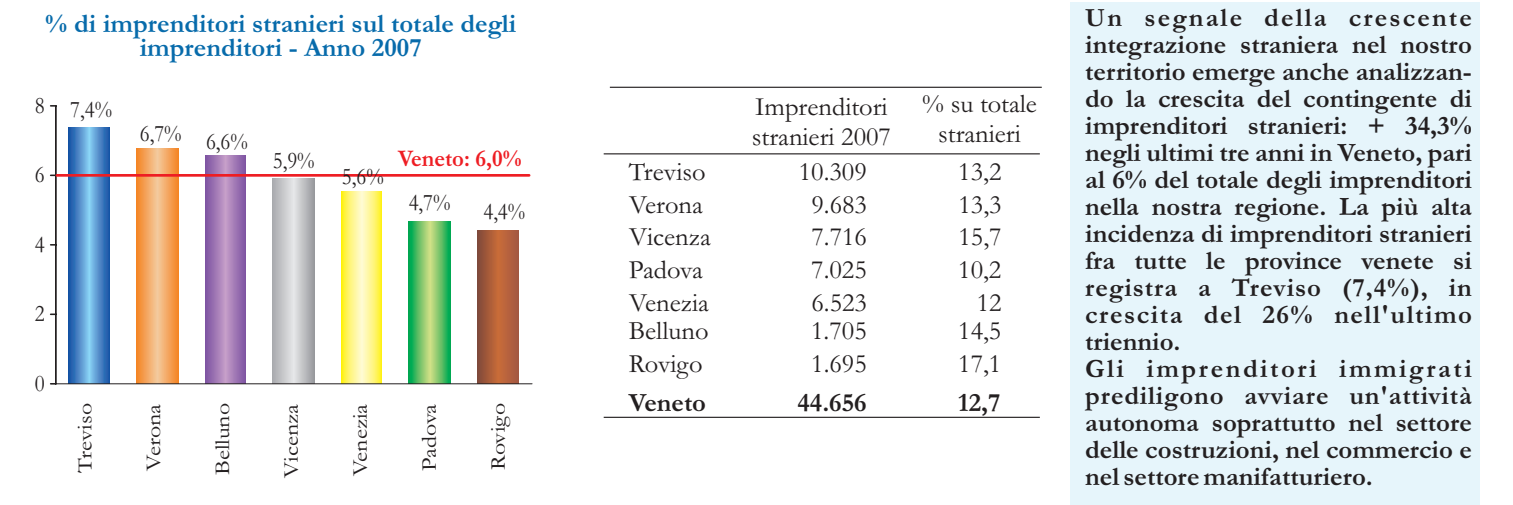 % di imprenditori stranieri sul totale degli
imprenditori - Anno 2007
8
6
4
2
0
7,4%
6,7%
6,6%
5,9%
5,6%
4,7%
4,4%
Veneto: 6,0%
Treviso
Verona
Belluno
Vicenza
Venezia
Padova
Rovigo
Imprenditori % su totale
stranieri 2007 stranieri
Treviso 10.309 13,2
Verona 9.683 13,3
Vicenza 7.716 15,7
Padova 7.025 10,2
Venezia 6.523 12
Belluno 1.705 14,5
Rovigo 1.695 17,1
Veneto 44.656 12,7
Un segnale della crescente
integrazione straniera nel nostro
territorio emerge anche analizzan-
do la crescita del contingente di
imprenditori stranieri: + 34,3%
negli ultimi tre anni in Veneto, pari
al 6% del totale degli imprenditori
nella nostra regione. La più alta
incidenza di imprenditori stranieri
fra tutte le province venete si
registra a Treviso (7,4%), in
crescita del 26% nell'ultimo
triennio.
Gli imprenditori immigrati
prediligono avviare un'attività
autonoma soprattutto nel settore
delle costruzioni, nel commercio e
nel settore manifatturiero.